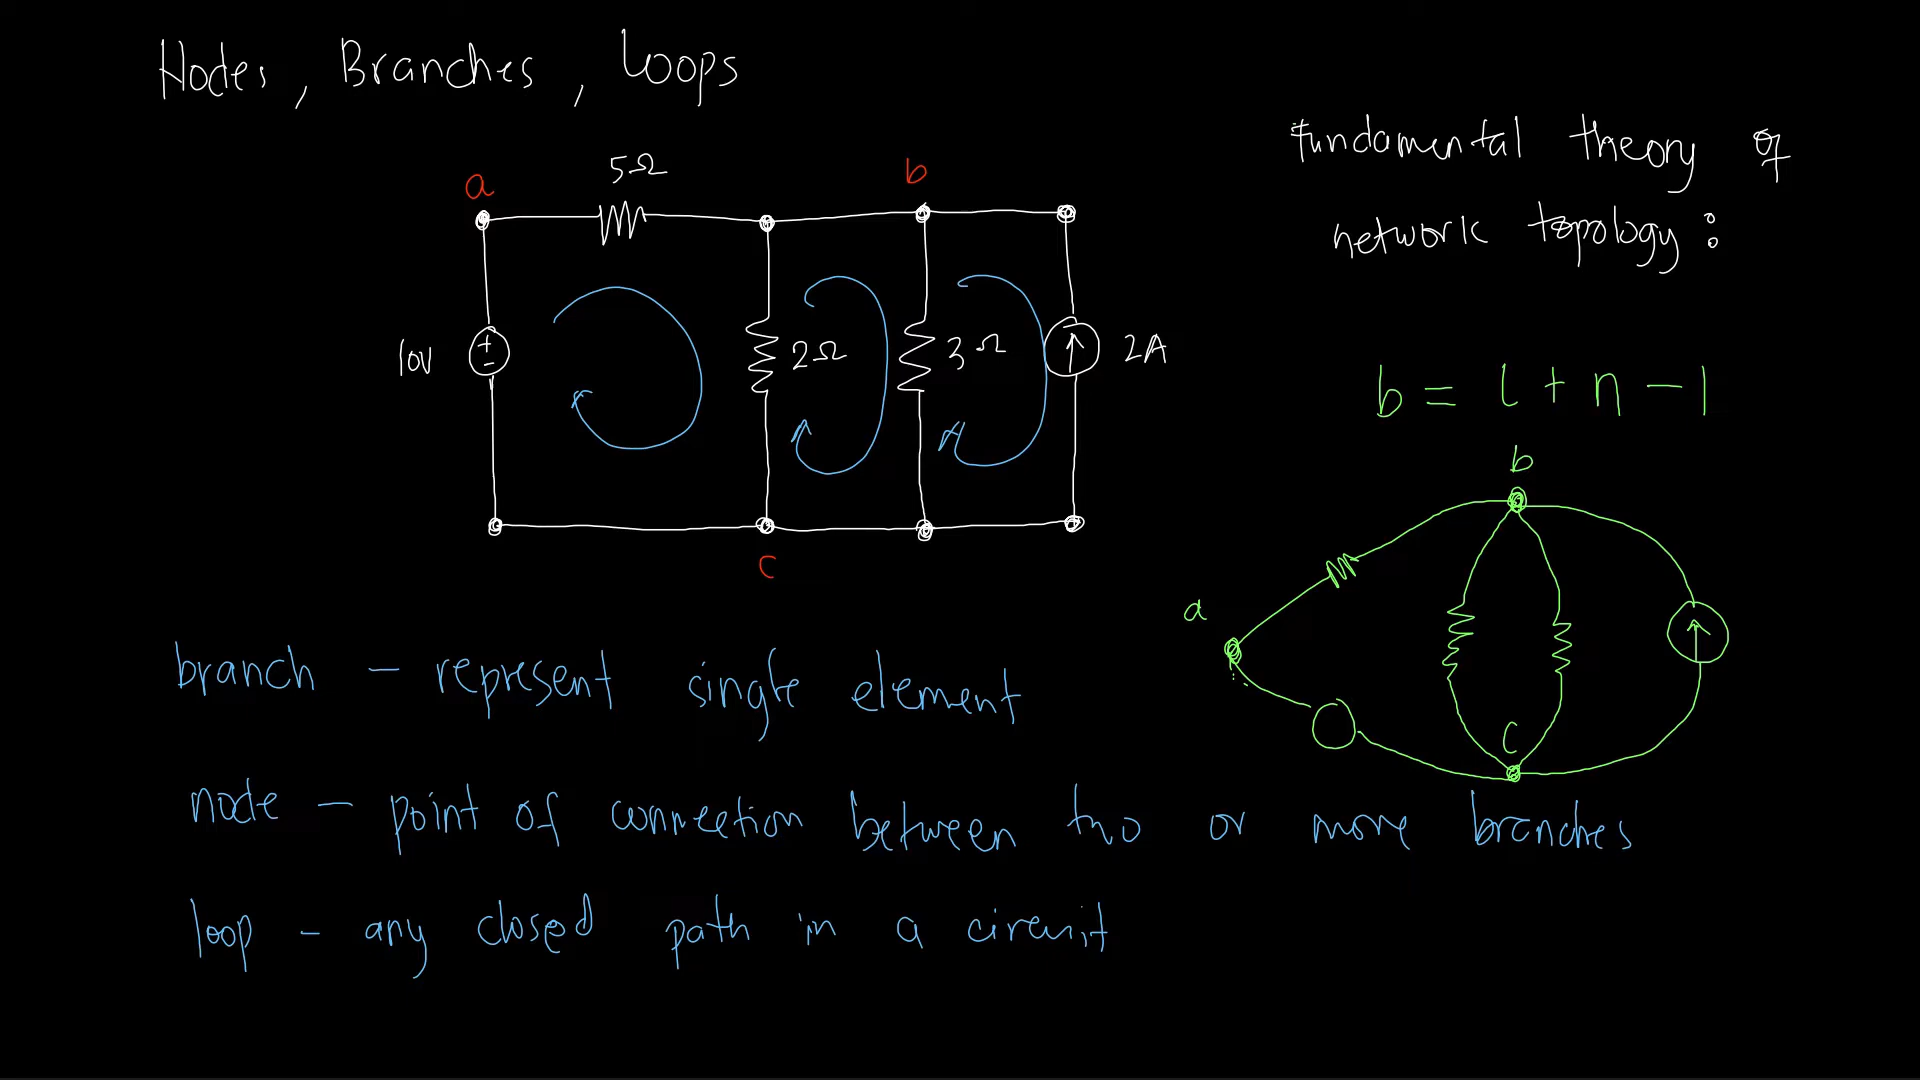 Nodes, Branches, Loops
fundamental theory of
network topology:
a
5Ω
b
10V
+
-
2Ω
3Ω
2A
c
b = l + n - 1
b
a
c
branch - represent single element
node - point of connection between two or more branches
loop - any closed path in a circuit